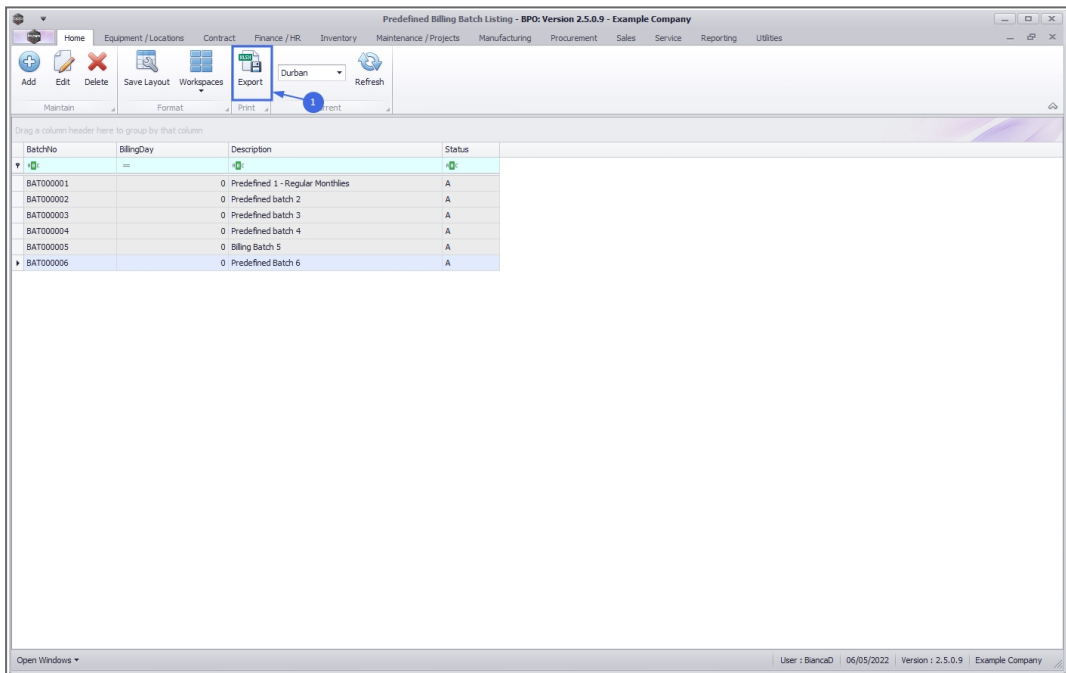 Predefined Billing Batch Listing - BPO: Version 2.5.0.9 - Example Company
Home Equipment / Locations Contract Finance / HR Inventory Maintenance / Projects Manufacturing Procurement Sales Service Reporting Utilities
Add Edit Delete Save Layout Workspaces Export Durban Refresh
1
Maintain Format Print rrent
Drag a column header here to group by that column
BatchNo BillingDay Description Status
=
BAT000001 0 Predefined 1 - Regular Monthlies A
BAT000002 0 Predefined batch 2 A
BAT000003 0 Predefined batch 3 A
BAT000004 0 Predefined batch 4 A
BAT000005 0 Billing Batch 5 A
BAT000006 0 Predefined Batch 6 A
Open Windows User : BiancaD 06/05/2022 Version : 2.5.0.9 Example Company